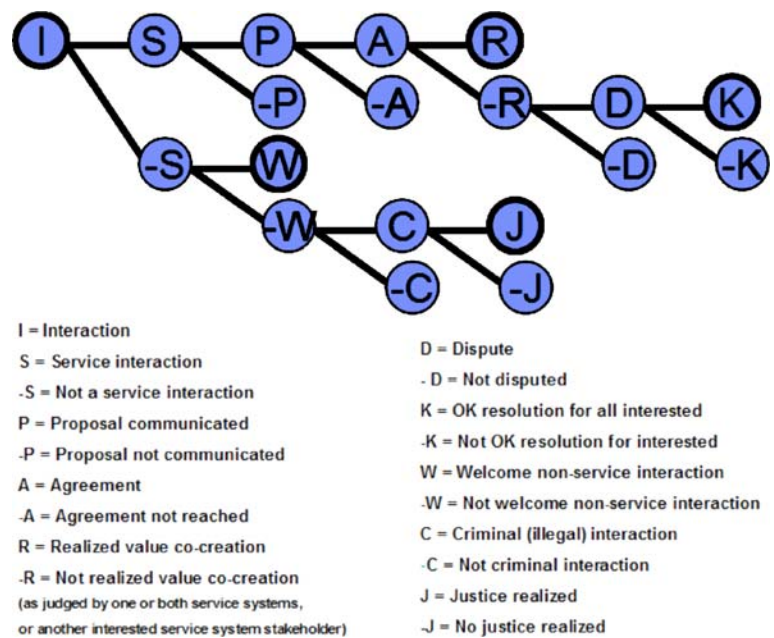 I S P A R
-P -A -R D K
-S W -D -K
-W C J
-C -J
I = Interaction
S = Service interaction
-S = Not a service interaction
P = Proposal communicated
-P = Proposal not communicated
A = Agreement
-A = Agreement not reached
R = Realized value co-creation
-R = Not realized value co-creation
(as judged by one or both service systems,
or another interested service system stakeholder)
D = Dispute
- D = Not disputed
K = OK resolution for all interested
-K = Not OK resolution for interested
W = Welcome non-service interaction
-W = Not welcome non-service interaction
C = Criminal (illegal) interaction
-C = Not criminal interaction
J = Justice realized
-J = No justice realized